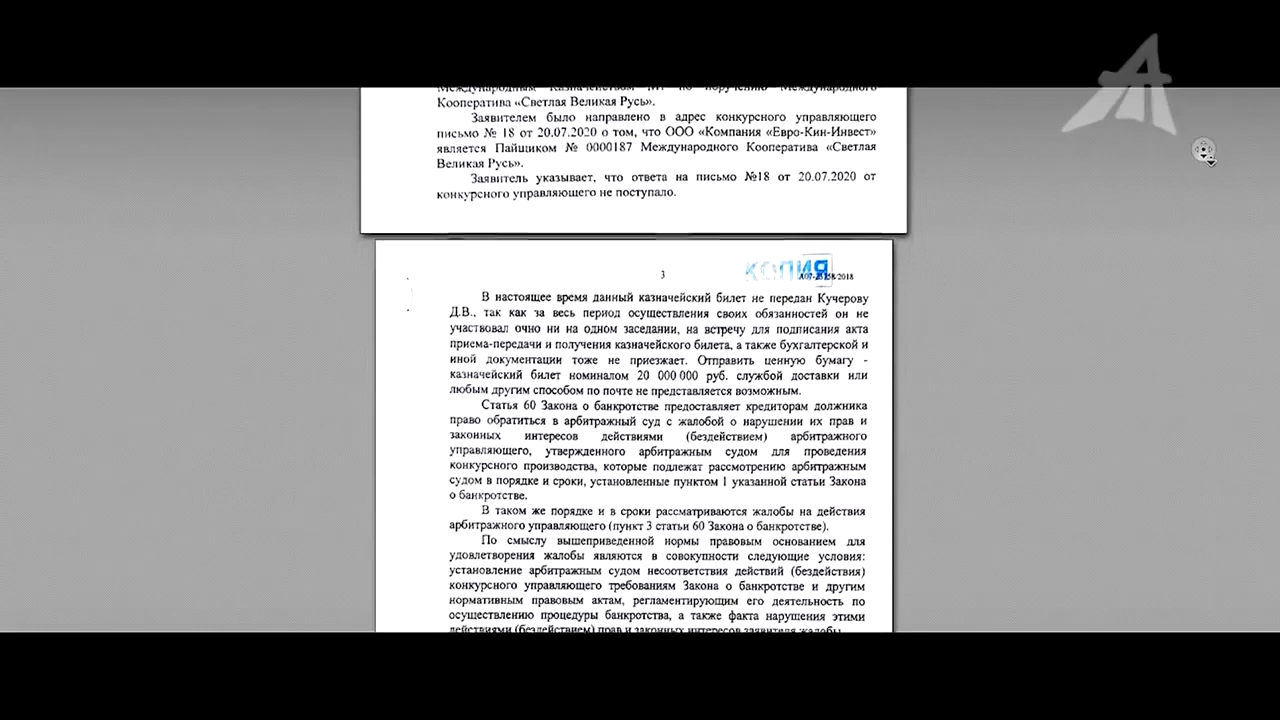 Международным Казначейством М1 по поручению Международного
Кооператива «Светлая Великая Русь».
Заявителем было направлено в адрес конкурсного управляющего
письмо № 18 от 20.07.2020 о том, что ООО «Компания «Евро-Кин-Инвест»
является Пайщиком № 0000187 Международного Кооператива «Светлая
Великая Русь».
Заявитель указывает, что ответа на письмо №18 от 20.07.2020 от
конкурсного управляющего не поступало.
3
КОПИЯ
В настоящее время данный казначейский билет не передан Кучерову
Д.В., так как за весь период осуществления своих обязанностей он не
участвовал очно ни на одном заседании, на встречу для подписания акта
приема-передачи и получения казначейского билета, а также бухгалтерской и
иной документации тоже не приезжает. Отправить ценную бумагу -
казначейский билет номиналом 20 000 000 руб. службой доставки или
любым другим способом по почте не представляется возможным.
Статья 60 Закона о банкротстве предоставляет кредиторам должника
право обратиться в арбитражный суд с жалобой о нарушении их прав и
законных интересов действиями (бездействием) арбитражного
управляющего, утвержденного арбитражным судом для проведения
конкурсного производства, которые подлежат рассмотрению арбитражным
судом в порядке и сроки, установленные пунктом 1 указанной статьи Закона
о банкротстве.
В таком же порядке и в сроки рассматриваются жалобы на действия
арбитражного управляющего (пункт 3 статьи 60 Закона о банкротстве).
По смыслу вышеприведенной нормы правовым основанием для
удовлетворения жалобы являются в совокупности следующие условия:
установление арбитражным судом несоответствия действий (бездействия)
конкурсного управляющего требованиям Закона о банкротстве и другим
нормативным правовым актам, регламентирующим его деятельность по
осуществлению процедуры банкротства, а также факта нарушения этими
действиями (бездействием) прав и законных интересов заявителя жалобы.